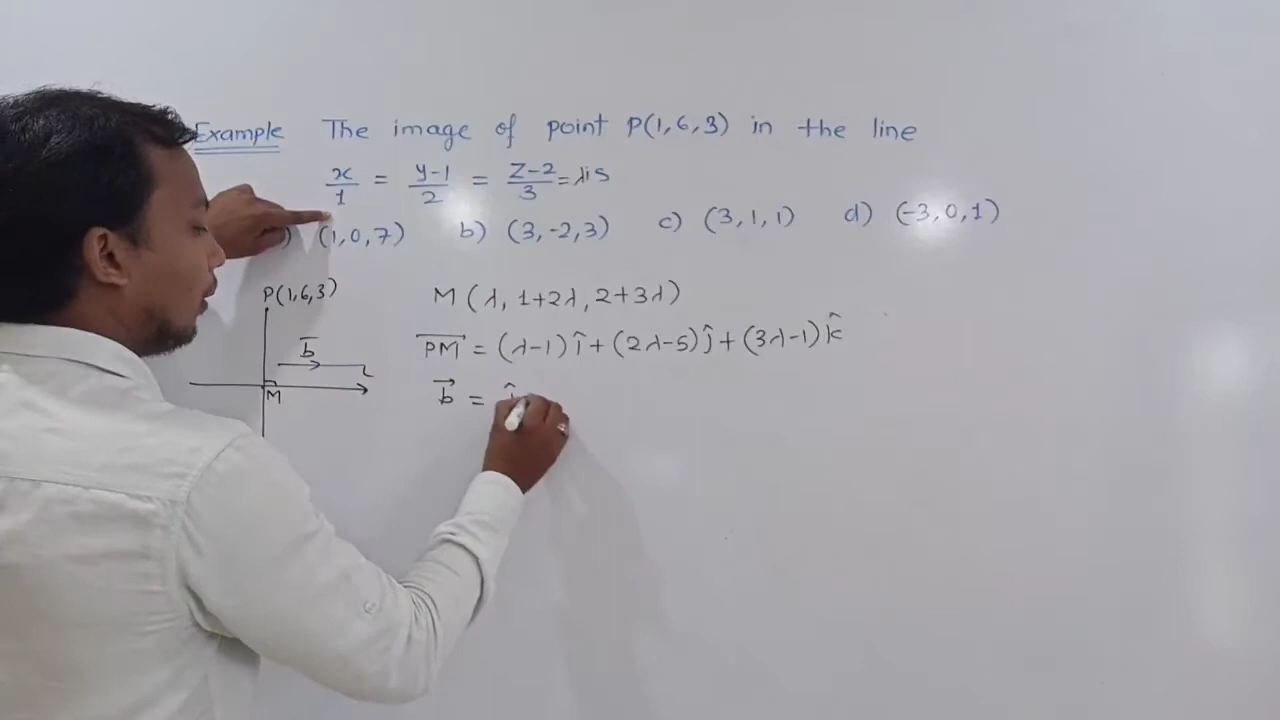 Example The image of point P(1,6,3) in the line
x/1 = y-1/2 = z-2/3 = λ is
) (1,0,7) b) (3,-2,3) c) (3,1,1) d) (-3,0,1)
P(1,6,3)
b
L
M
M(λ, 1+2λ, 2+3λ)
PM = (λ-1)î + (2λ-5)ĵ + (3λ-1)k̂
b⃗ = î